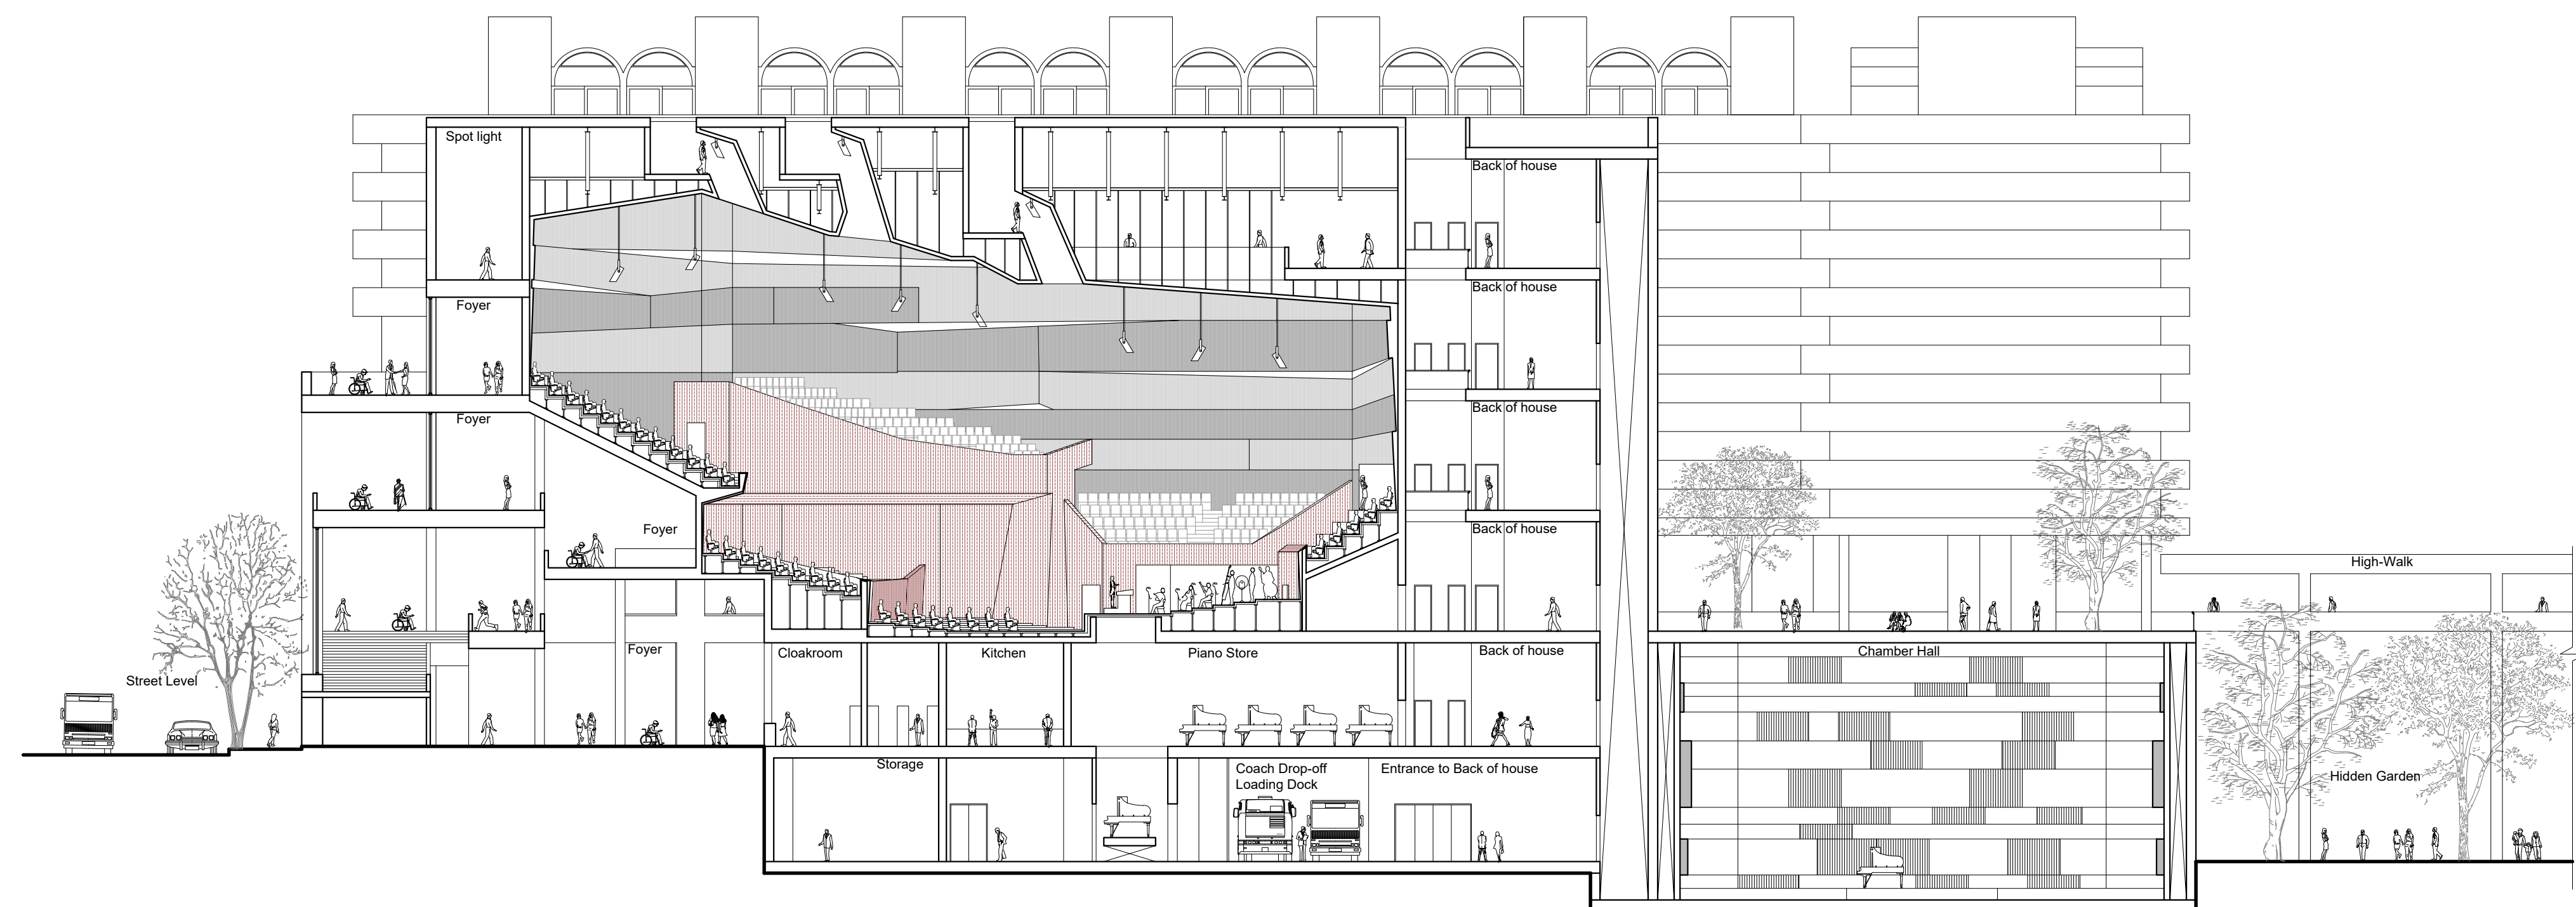 Spot light
Back of house
Back of house
Foyer
Back of house
Foyer
Foyer
Back of house
High-Walk
Foyer
Cloakroom
Kitchen
Piano Store
Back of house
Chamber Hall
Street Level
Storage
Coach Drop-off
Loading Dock
Entrance to Back of house
Hidden Garden